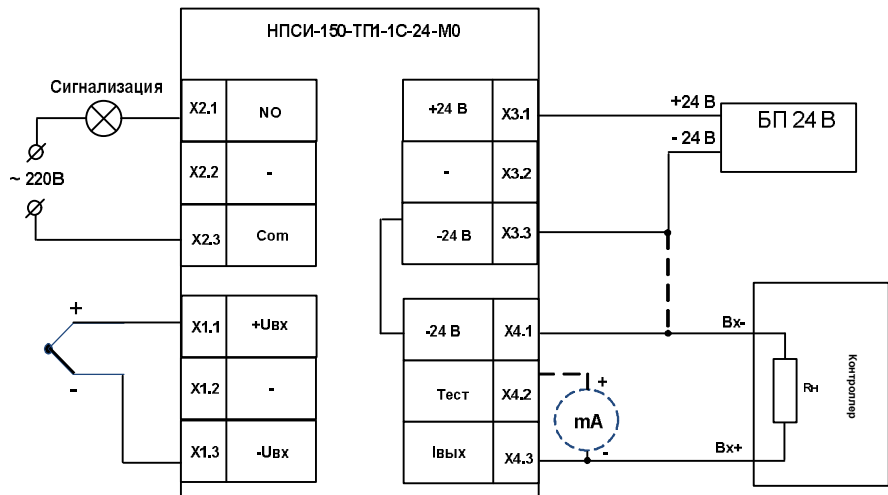 НПСИ-150-ТП1-1С-24-М0
Сигнализация
~ 220В
X2.1 NO
X2.2 -
X2.3 Com
+24 В X3.1
- X3.2
-24 В X3.3
+24 В
- 24 В
БП 24 В
+
-
X1.1 +Uвх
X1.2 -
X1.3 -Uвх
-24 В X4.1
Тест X4.2
Iвых X4.3
+
mA
-
Вх-
Вх+
Rн
Контроллер